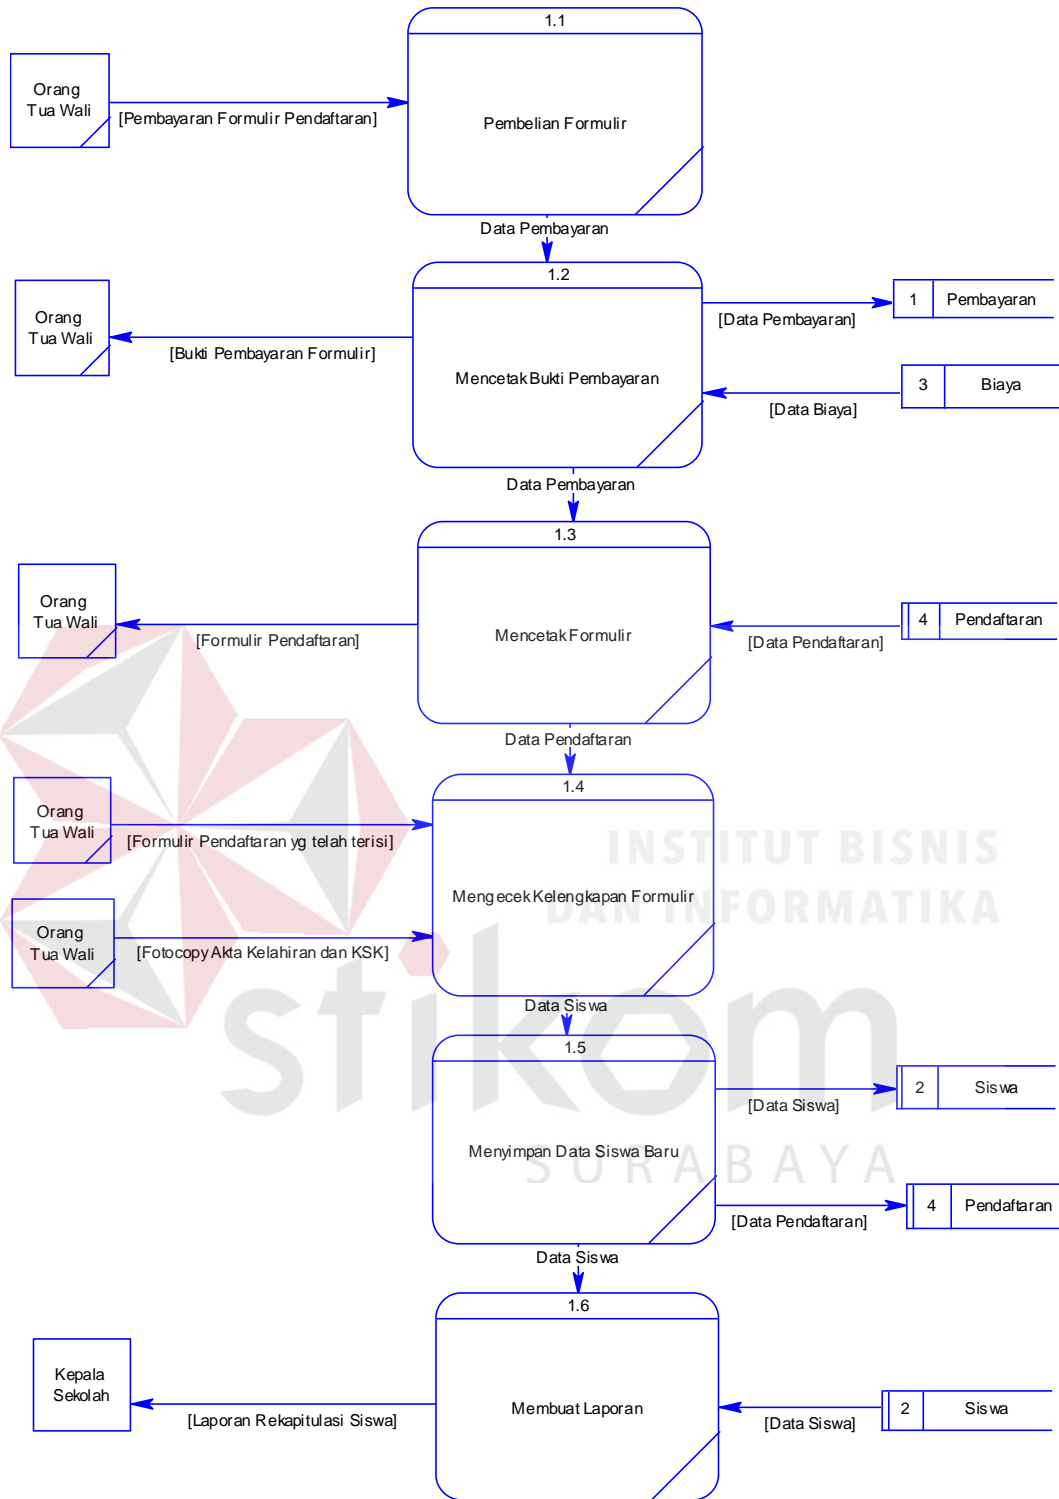 1.1
Orang
Tua Wali
[Pembayaran Formulir Pendaftaran]
Pembelian Formulir
Data Pembayaran
1.2
Orang
Tua Wali
[Bukti Pembayaran Formulir]
Mencetak Bukti Pembayaran
1 Pembayaran
[Data Pembayaran]
3 Biaya
[Data Biaya]
Data Pembayaran
1.3
Orang
Tua Wali
[Formulir Pendaftaran]
Mencetak Formulir
4 Pendaftaran
[Data Pendaftaran]
Data Pendaftaran
1.4
Orang
Tua Wali
[Formulir Pendaftaran yg telah terisi]
INSTITUT BISNIS
DAN INFORMATIKA
Mengecek Kelengkapan Formulir
Orang
Tua Wali
[Fotocopy Akta Kelahiran dan KSK]
stikom
SURABAYA
Data Siswa
1.5
2 Siswa
[Data Siswa]
Menyimpan Data Siswa Baru
4 Pendaftaran
[Data Pendaftaran]
Data Siswa
1.6
Kepala
Sekolah
[Laporan Rekapitulasi Siswa]
Membuat Laporan
2 Siswa
[Data Siswa]